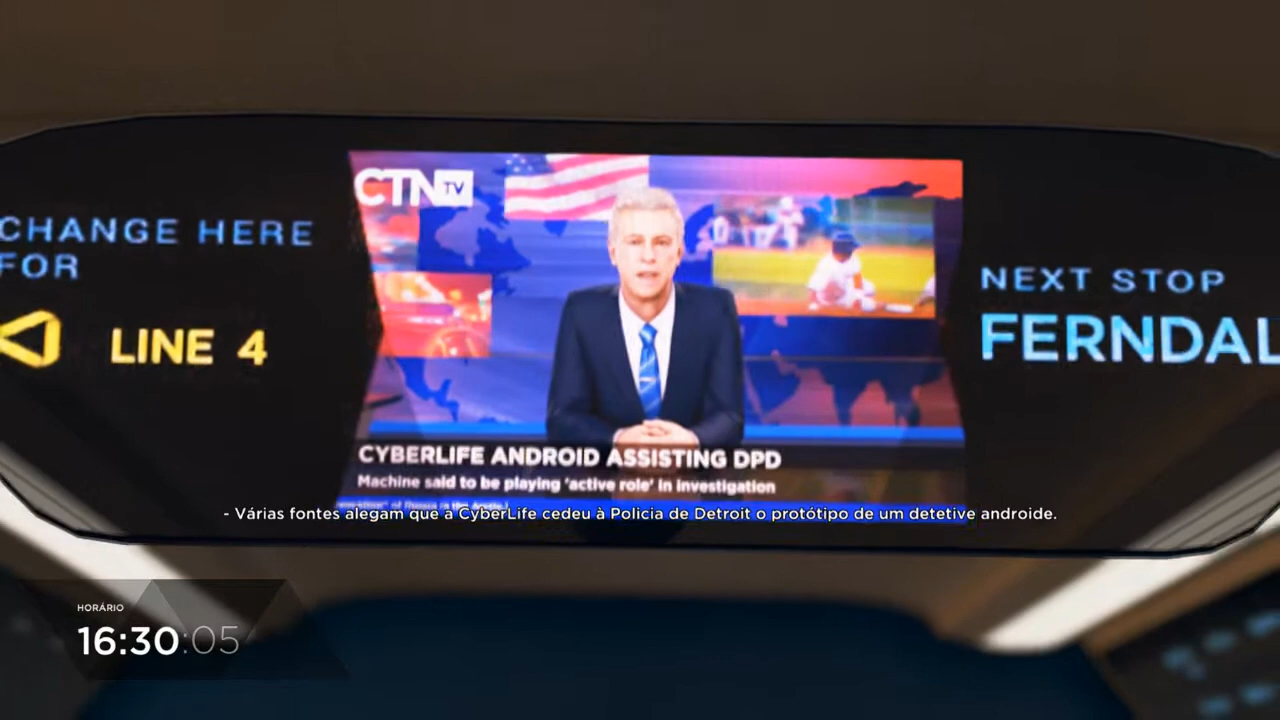 CTN TV
CHANGE HERE
FOR
LINE 4
NEXT STOP
FERNDAL
CYBERLIFE ANDROID ASSISTING DPD
Machine said to be playing 'active role' in investigation
- Várias fontes alegam que a CyberLife cedeu à Policia de Detroit o protótipo de um detetive androide.
HORÁRIO
16:30:05